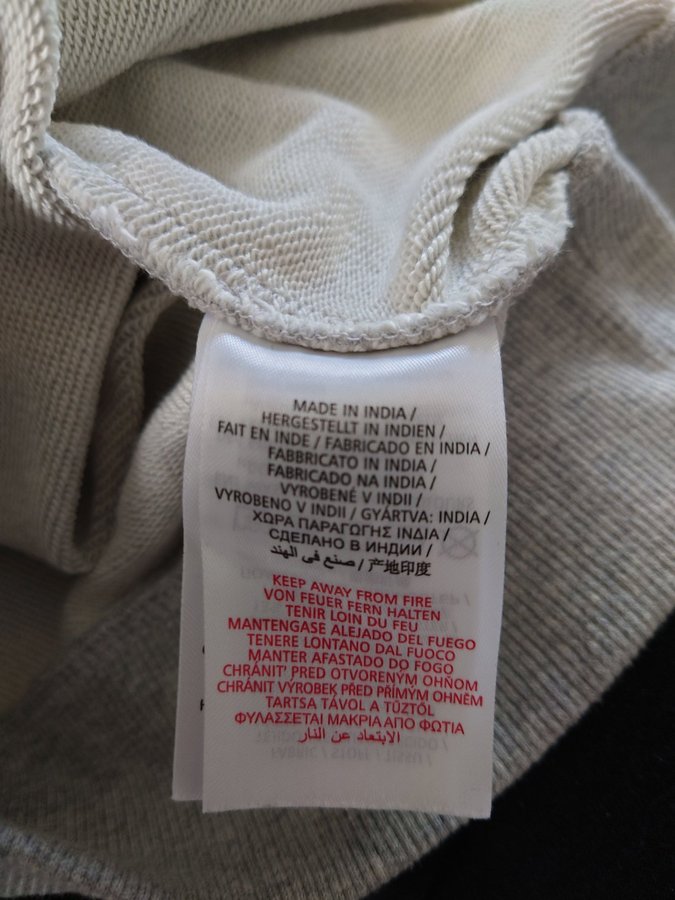 MADE IN INDIA /
HERGESTELLT IN INDIEN /
FAIT EN INDE / FABRICADO EN INDIA /
FABBRICATO IN INDIA /
FABRICADO NA INDIA /
VYROBENÉ V INDII /
VYROBENO V INDII / GYÁRTVA: INDIA /
ΧΩΡΑ ΠΑΡΑΓΩΓΗΣ ΙΝΔΙΑ /
СДЕЛАНО В ИНДИИ /
صنع في الهند / 产地印度
KEEP AWAY FROM FIRE
VON FEUER FERN HALTEN
TENIR LOIN DU FEU
MANTENGASE ALEJADO DEL FUEGO
TENERE LONTANO DAL FUOCO
MANTER AFASTADO DO FOGO
CHRÁNIT' PRED OTVORENÝM OHŇOM
CHRÁNIT VÝROBEK PŘED PŘÍMÝM OHNĚM
TARTSA TÁVOL A TŰZTŐL
ΦΥΛΑΣΣΕΤΑΙ ΜΑΚΡΙΑ ΑΠΟ ΦΩΤΙΑ
الابتعاد عن النار